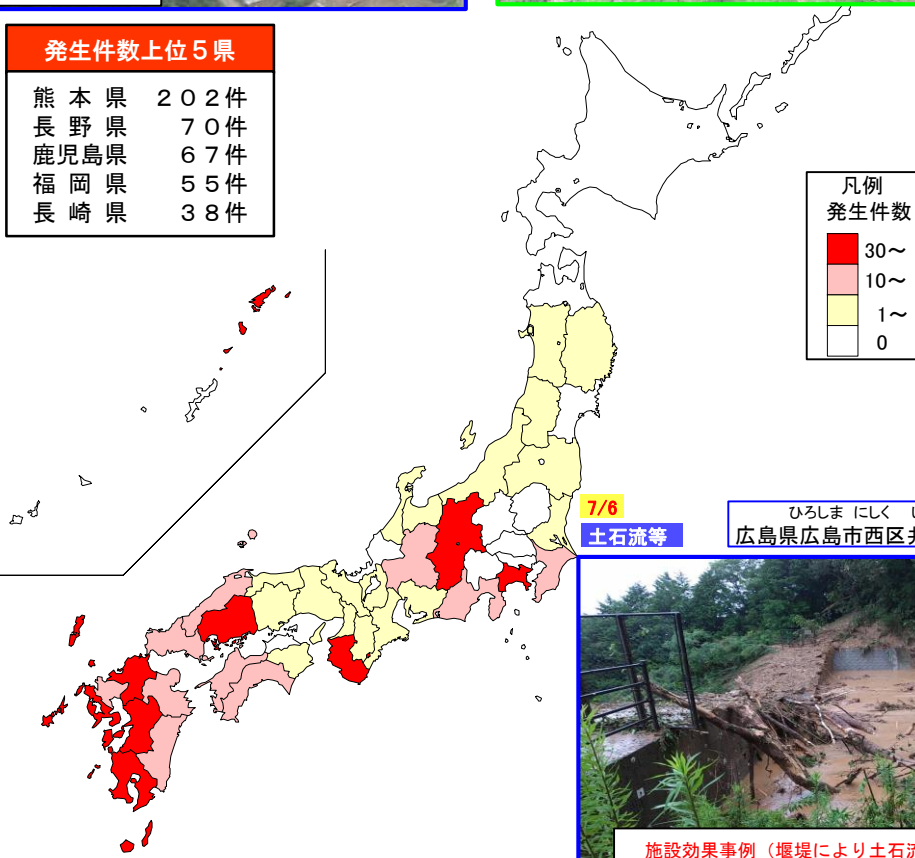 発生件数上位５県
熊 本 県 ２０２件
長 野 県 ７０件
鹿児島県 ６７件
福 岡 県 ５５件
長 崎 県 ３８件
凡例
発生件数
30～
10～
1～
0
7/6
土石流等
ひろしま にしく
広島県広島市西区
施設効果事例（堰堤により土石流